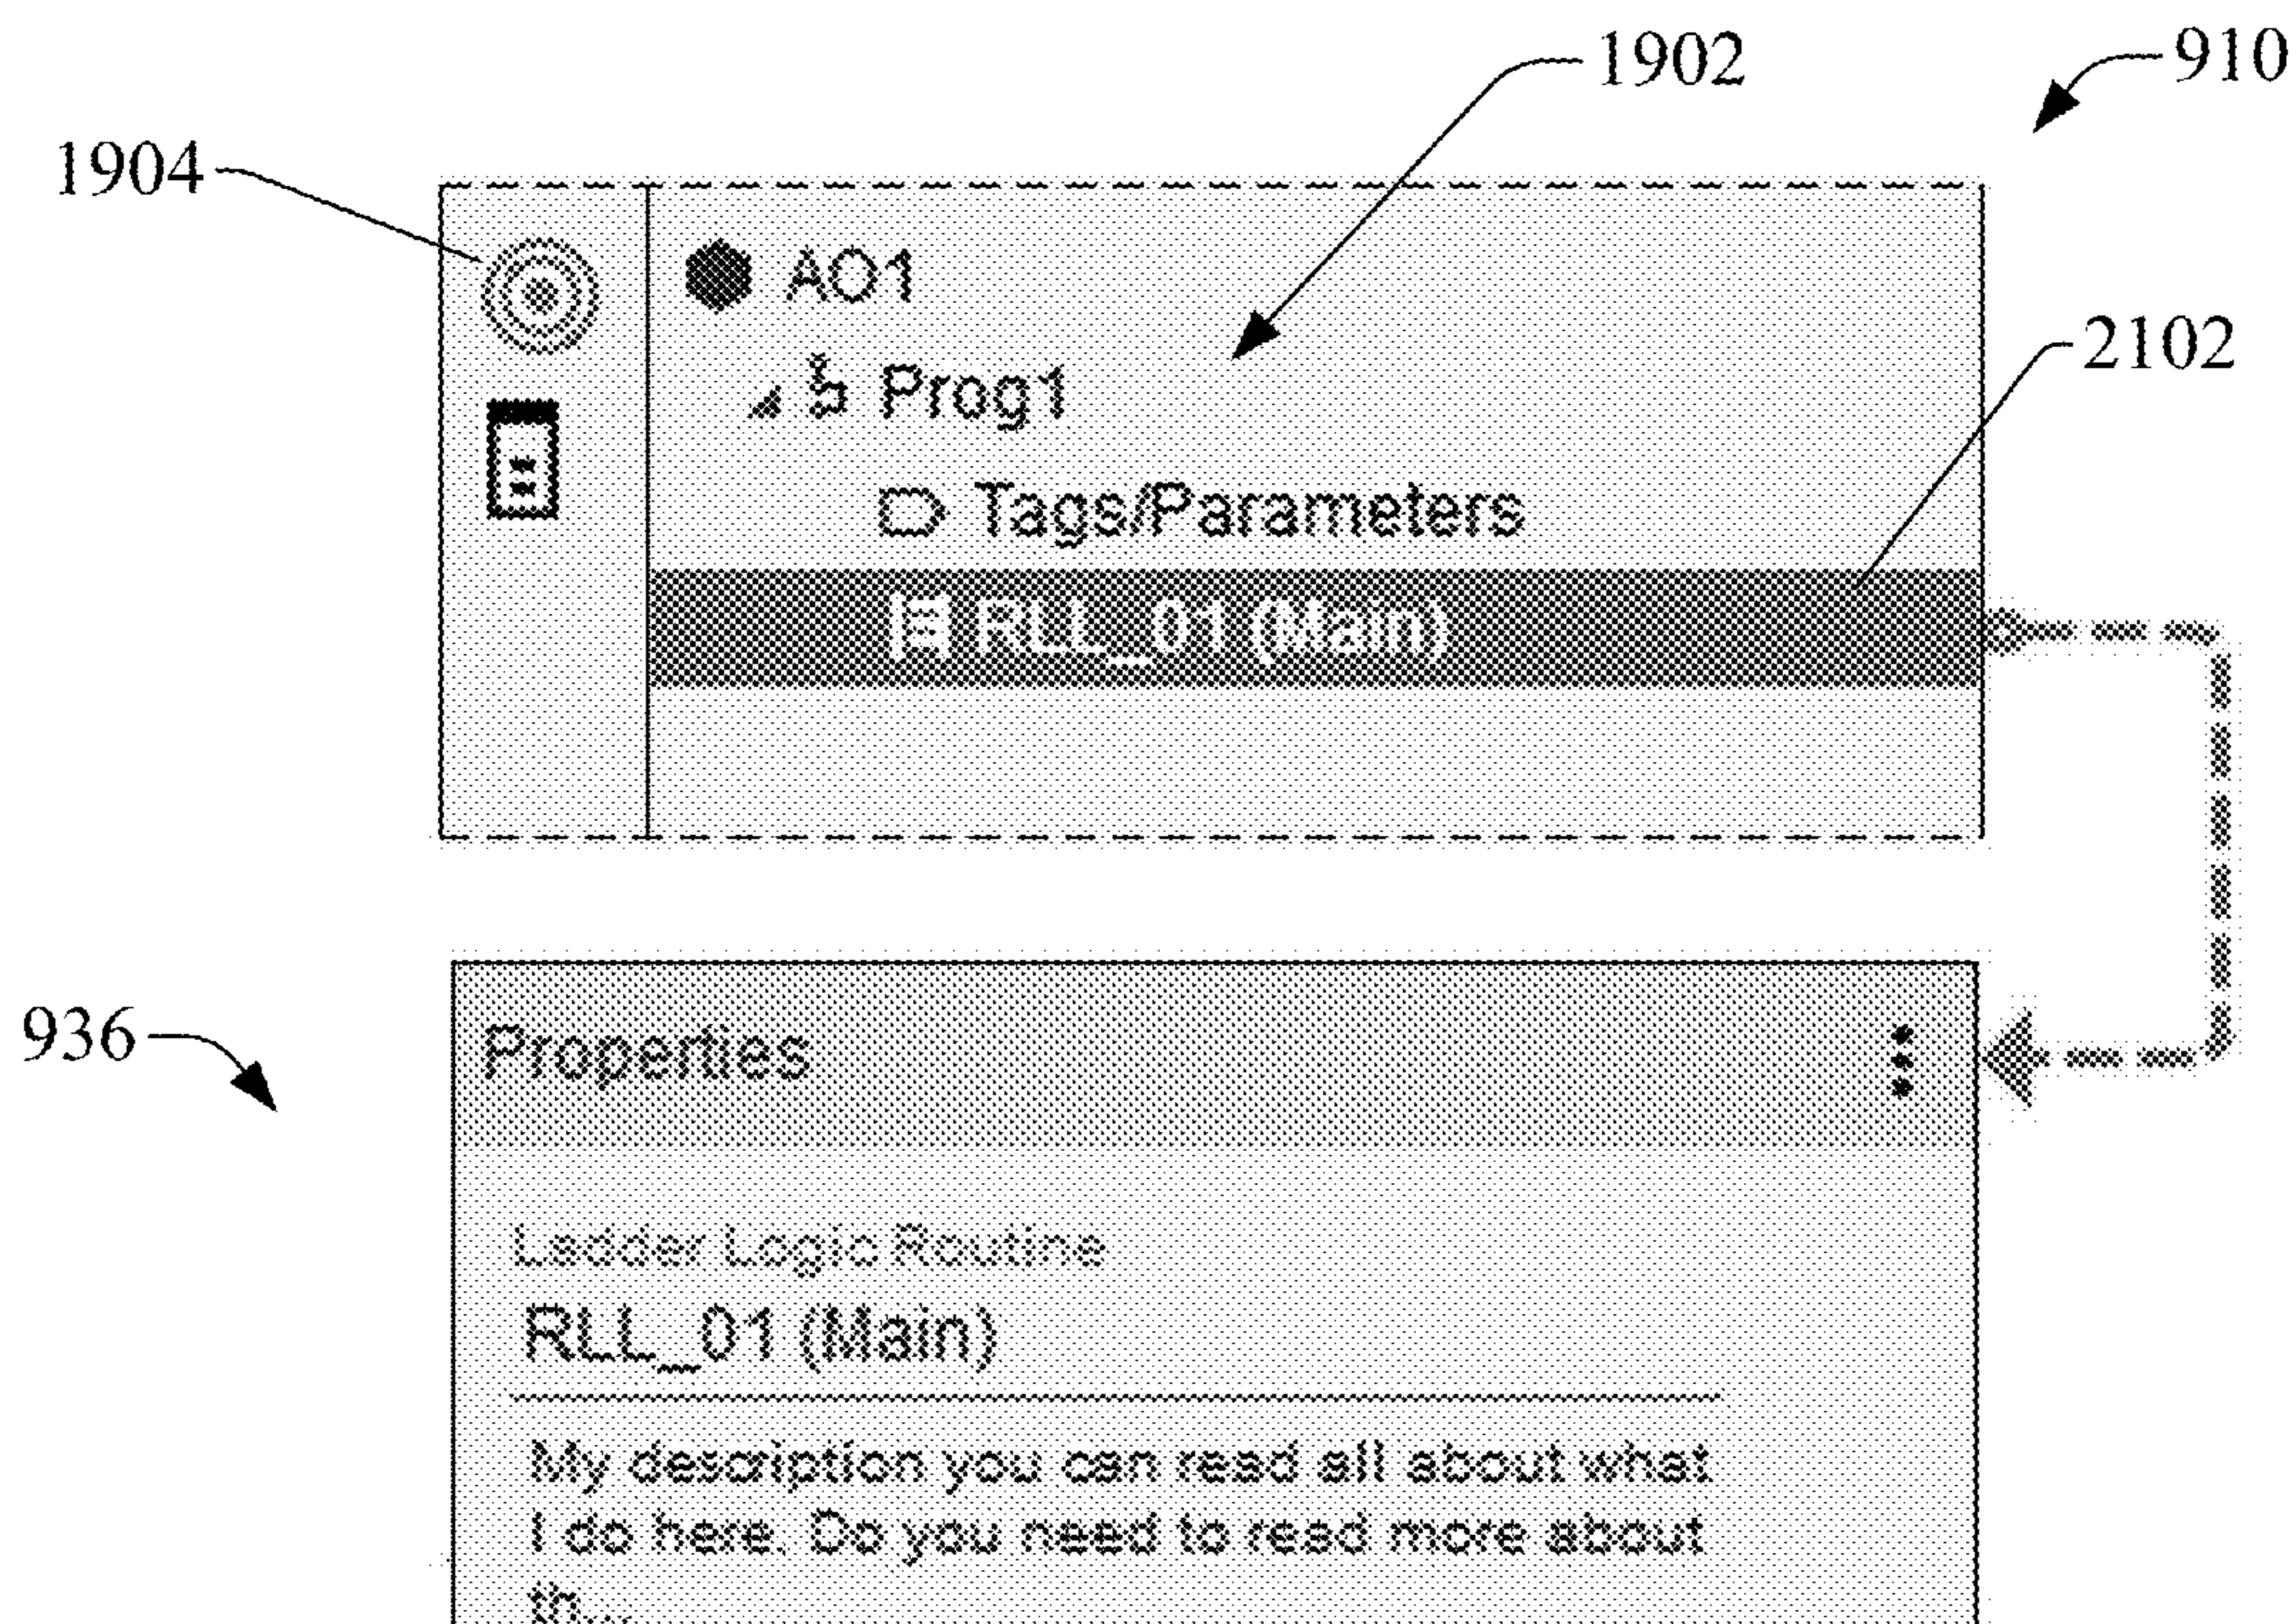 1902
910
1904
AO1
2102
Prog1
Tags/Parameters
RLL_01 (Main)
936
Properties
Ladder Logic Routine
RLL_01 (Main)
My description you can read all about what
I do here. Do you need to read more about
th...